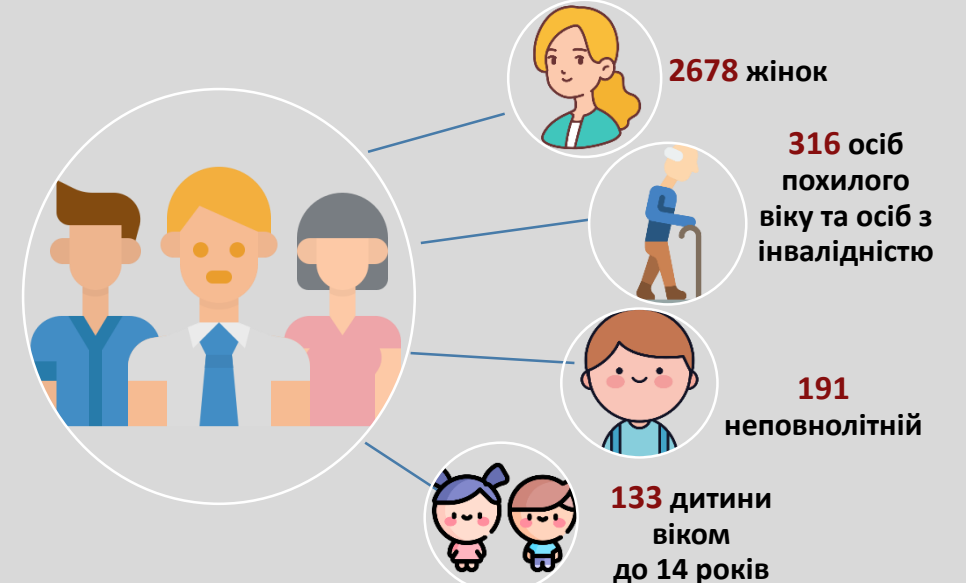 2678 жінок
316 осіб
похилого
віку та осіб з
інвалідністю
191
неповнолітній
133 дитини
віком
до 14 років